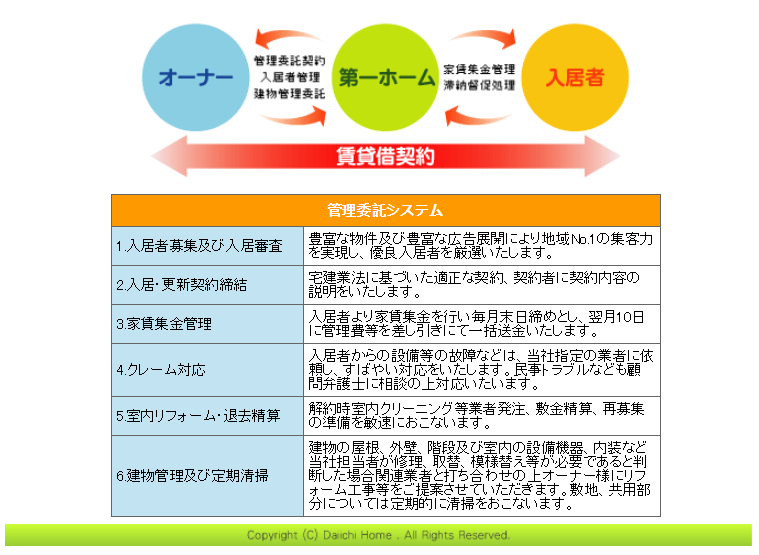 オーナー
管理委託契約
入居者管理
建物管理委託
第一ホーム
家賃集金管理
滞納督促処理
入居者
賃貸借契約
管理委託システム
1.入居者募集及び入居審査
豊富な物件及び豊富な広告展開により地域No.1の集客力
を実現し、優良入居者を厳選いたします。
2.入居・更新契約締結
宅建業法に基づいた適正な契約、契約者に契約内容の
説明をいたします。
3.家賃集金管理
入居者より家賃集金を行い毎月末日締めとし、翌月10日
に管理費等を差し引きにて一括送金いたします。
4.クレーム対応
入居者からの設備等の故障などは、当社指定の業者に依
頼し、すばやい対応をいたします。民事トラブルなども顧
問弁護士に相談の上対応いたいます。
5.室内リフォーム・退去精算
解約時室内クリーニング等業者発注、敷金精算、再募集
の準備を敏速におこないます。
6.建物管理及び定期清掃
建物の屋根、外壁、階段及び室内の設備機器、内装など
当社担当者が修理、取替、模様替え等が必要であると判
断した場合関連業者と打ち合わせの上オーナー様にリフ
ォーム工事等をご提案させていただきます。敷地、共用部
分については定期的に清掃をおこないます。
Copyright (C) Daiichi Home . All Rights Reserved.